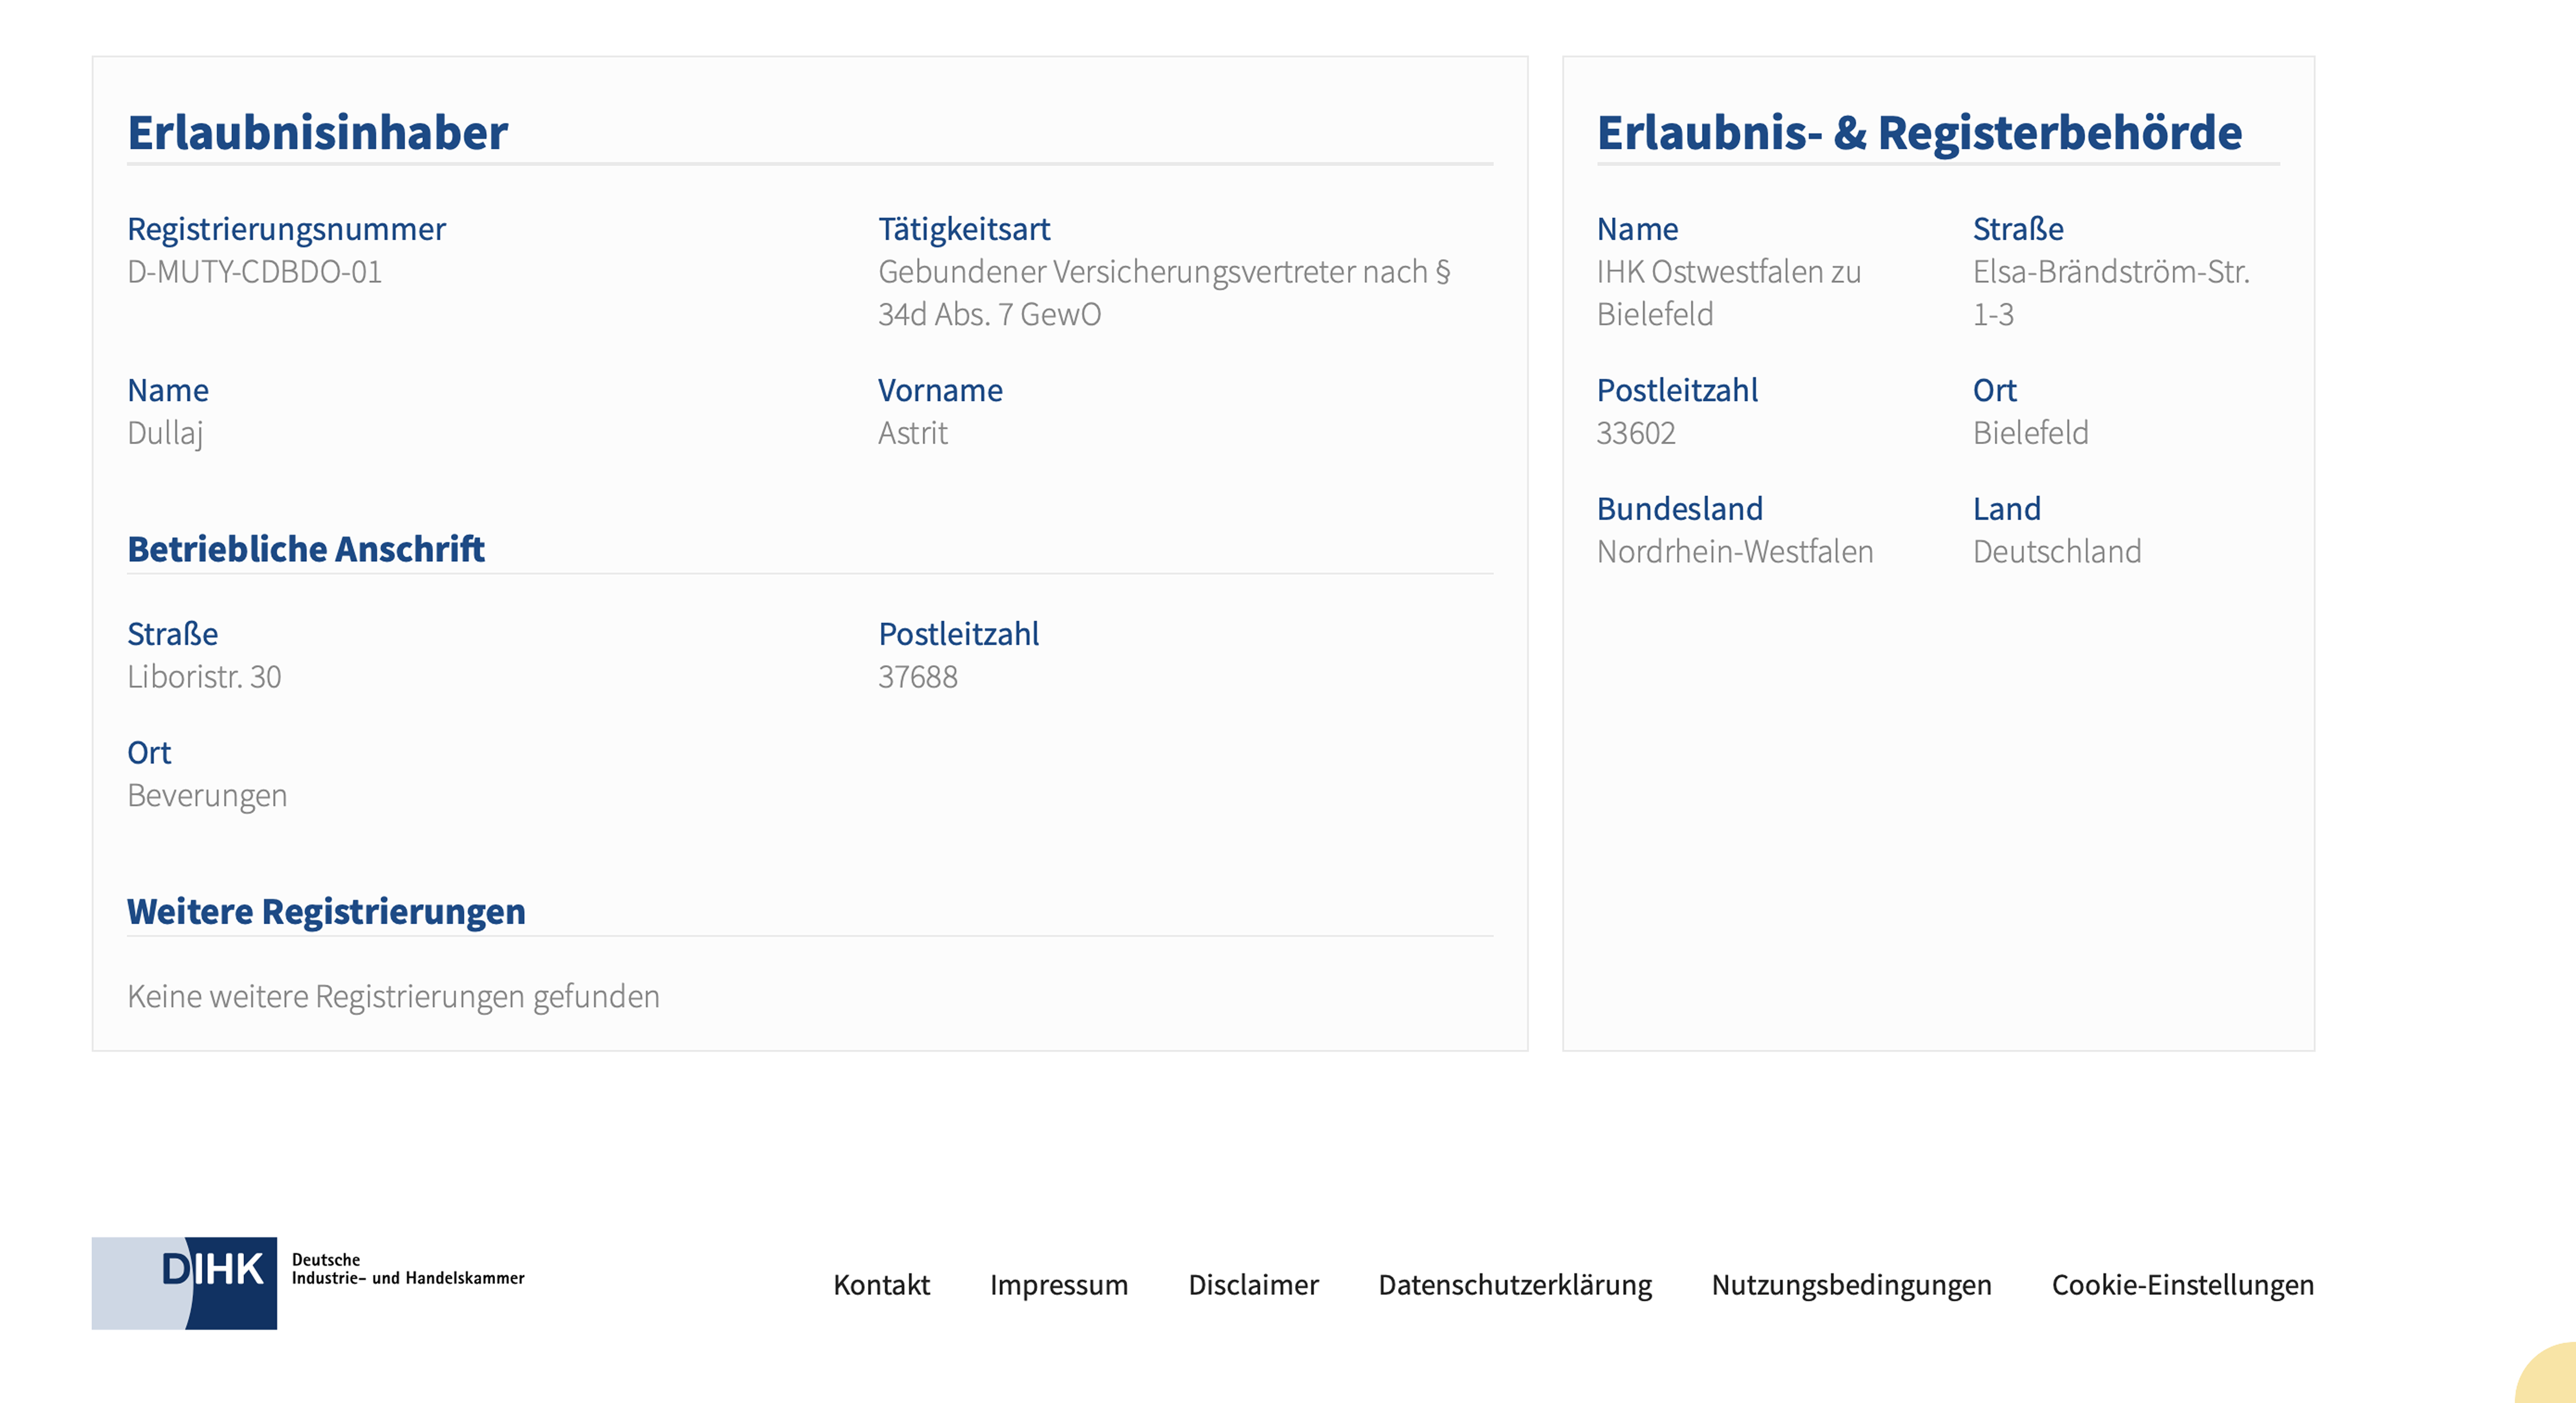 Erlaubnisinhaber
Registrierungsnummer
D-MUTY-CDBDO-01
Tätigkeitsart
Gebundener Versicherungsvertreter nach §
34d Abs. 7 GewO
Name
Dullaj
Vorname
Astrit
Betriebliche Anschrift
Straße
Liboristr. 30
Postleitzahl
37688
Ort
Beverungen
Weitere Registrierungen
Keine weitere Registrierungen gefunden
Erlaubnis- & Registerbehörde
Name
IHK Ostwestfalen zu
Bielefeld
Straße
Elsa-Brändström-Str.
1-3
Postleitzahl
33602
Ort
Bielefeld
Bundesland
Nordrhein-Westfalen
Land
Deutschland
DIHK
Deutsche
Industrie- und Handelskammer
Kontakt Impressum Disclaimer Datenschutzerklärung Nutzungsbedingungen Cookie-Einstellungen